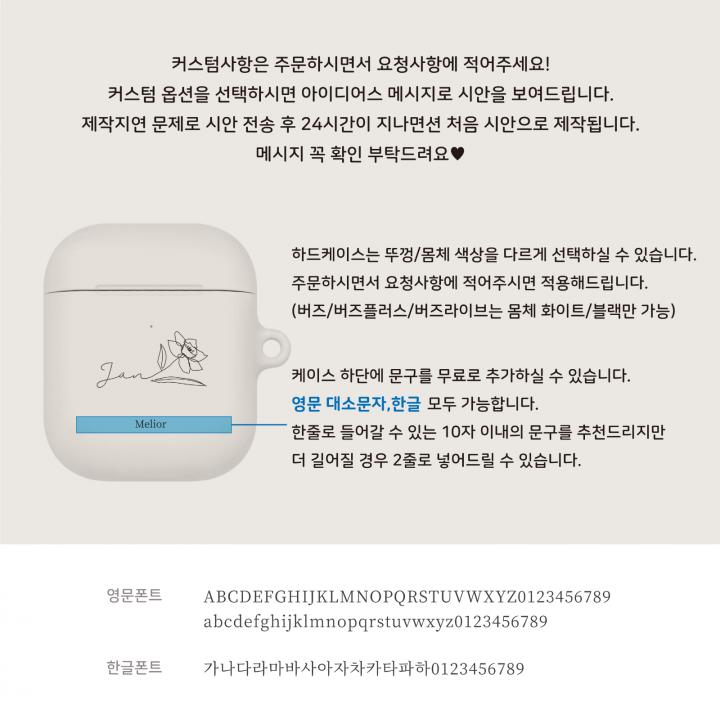 커스텀사항은 주문하시면서 요청사항에 적어주세요!
커스텀 옵션을 선택하시면 아이디어스 메시지로 시안을 보여드립니다.
제작지연 문제로 시안 전송 후 24시간이 지나면션 처음 시안으로 제작됩니다.
메시지 꼭 확인 부탁드려요♥
하드케이스는 뚜껑/몸체 색상을 다르게 선택하실 수 있습니다.
주문하시면서 요청사항에 적어주시면 적용해드립니다.
(버즈/버즈플러스/버즈라이브는 몸체 화이트/블랙만 가능)
Jan
Melior
케이스 하단에 문구를 무료로 추가하실 수 있습니다.
영문 대소문자,한글 모두 가능합니다.
한줄로 들어갈 수 있는 10자 이내의 문구를 추천드리지만
더 길어질 경우 2줄로 넣어드릴 수 있습니다.
영문폰트 ABCDEFGHIJKLMNOPQRSTUVWXYZ0123456789
abcdefghijklmnopqrstuvwxyz0123456789
한글폰트 가나다라마바사아자차카타파하0123456789